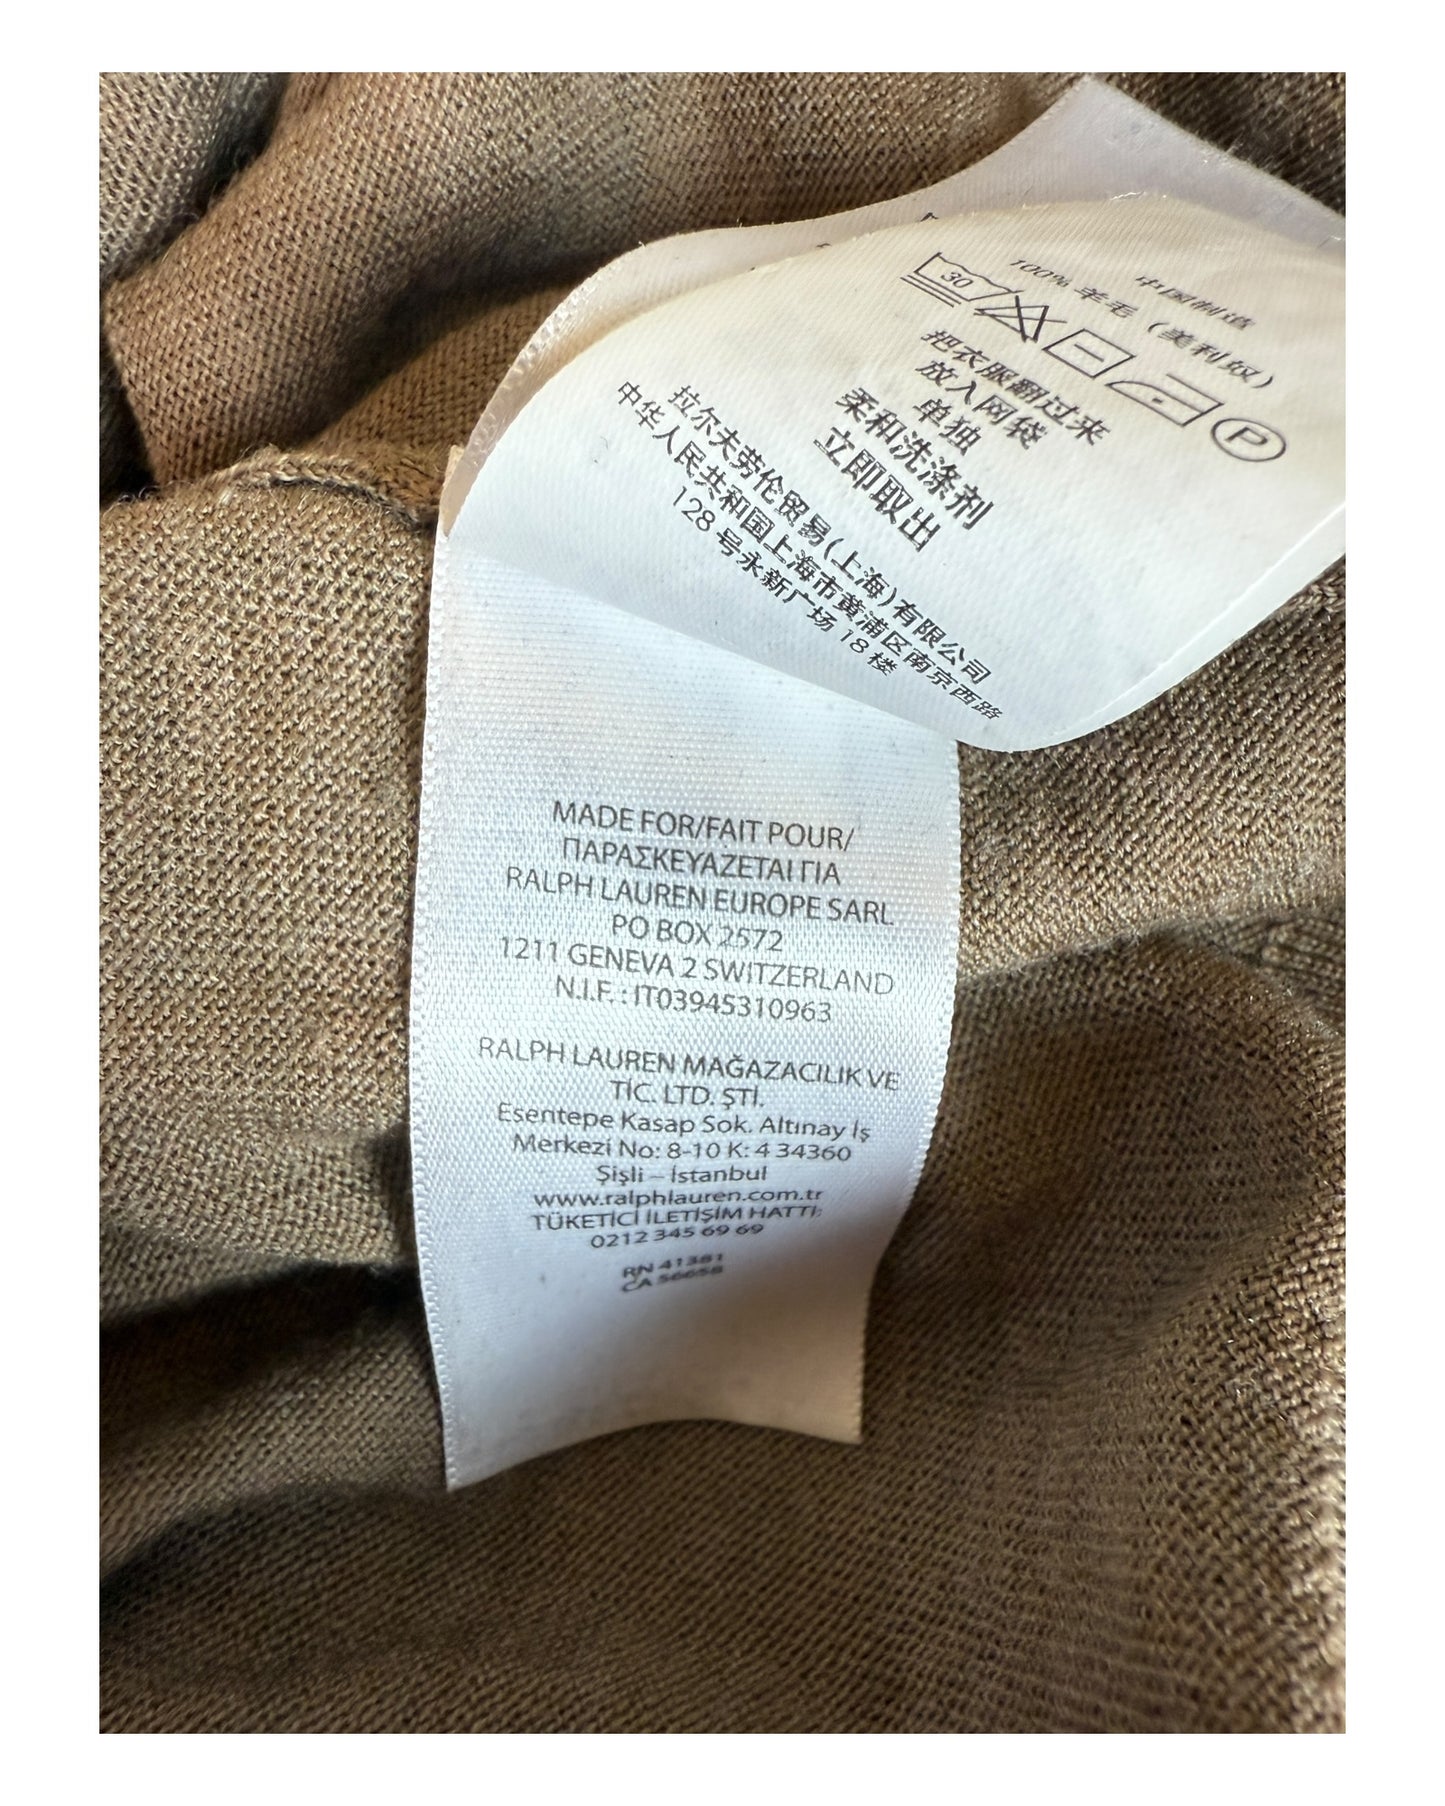 中国制造
100% 羊毛 (美利奴)
30
P
把衣服翻过来
放入网袋
单独
柔和洗涤剂
立即取出
拉尔夫劳伦贸易(上海)有限公司
中华人民共和国上海市黄浦区南京西路
128 号永新广场 18 楼
MADE FOR/FAIT POUR/
ΠΑΡΑΣΚΕΥΑΖΕΤΑΙ ΓΙΑ
RALPH LAUREN EUROPE SARL
PO BOX 2572
1211 GENEVA 2 SWITZERLAND
N.I.F. : IT03945310963
RALPH LAUREN MAĞAZACILIK VE
TİC. LTD. ŞTİ.
Esentepe Kasap Sok. Altınay İş
Merkezi No: 8-10 K: 4 34360
Şişli – İstanbul
www.ralphlauren.com.tr
TÜKETİCİ İLETİŞİM HATTI:
0212 345 69 69
RN 41381
CA 56658